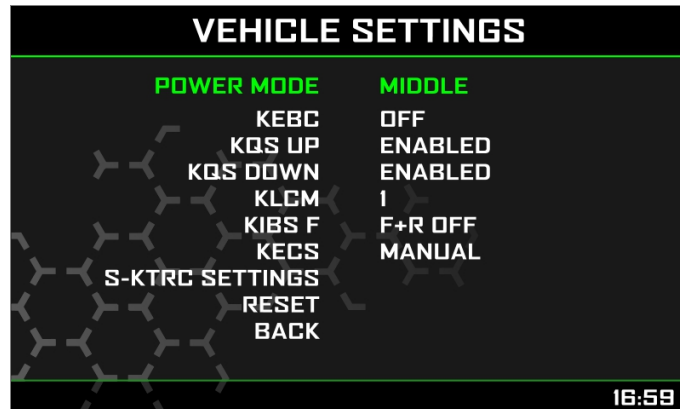 VEHICLE SETTINGS
POWER MODE MIDDLE
KEBC OFF
KQS UP ENABLED
KQS DOWN ENABLED
KLCM 1
KIBS F F+R OFF
KECS MANUAL
S-KTRC SETTINGS
RESET
BACK
16:59